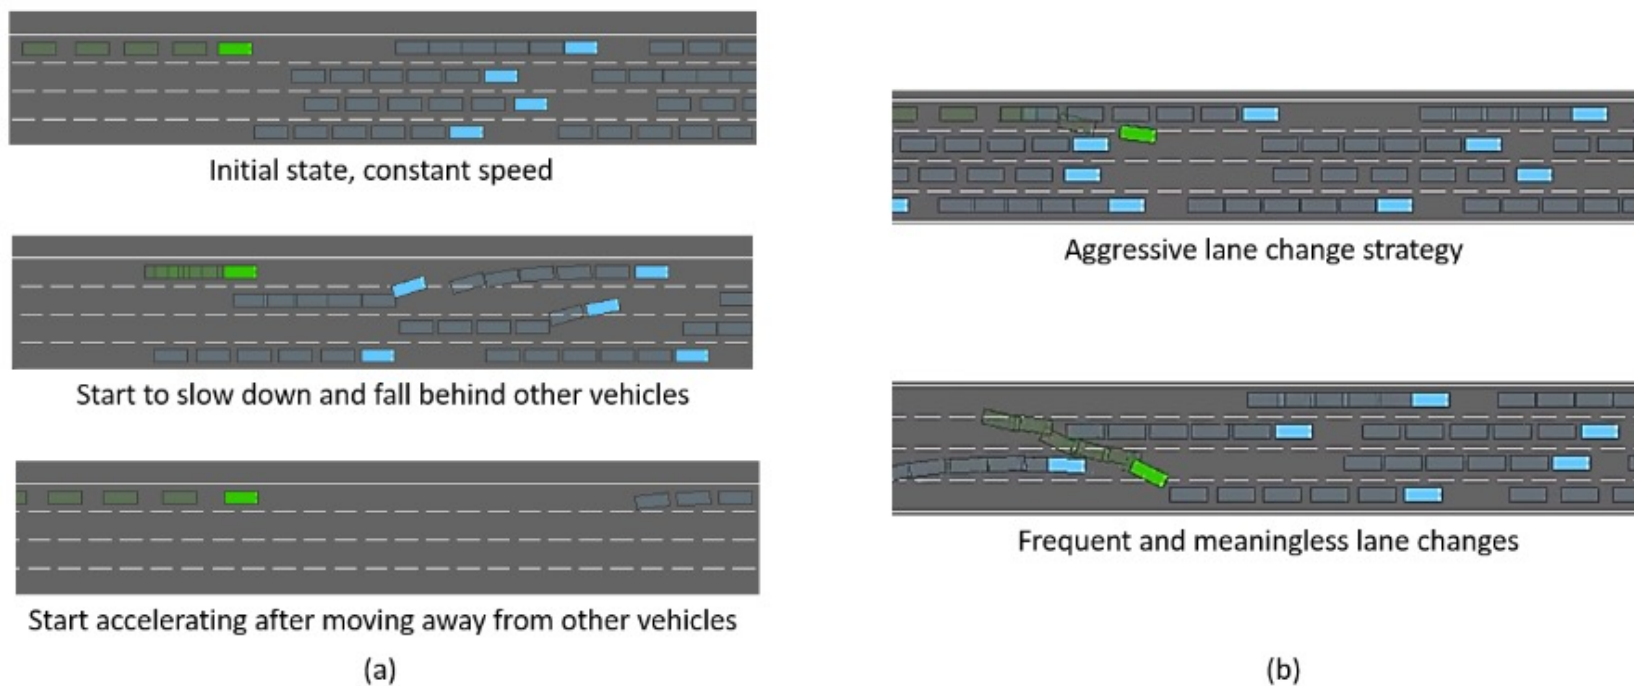 Initial state, constant speed
Start to slow down and fall behind other vehicles
Start accelerating after moving away from other vehicles
(a)
Aggressive lane change strategy
Frequent and meaningless lane changes
(b)